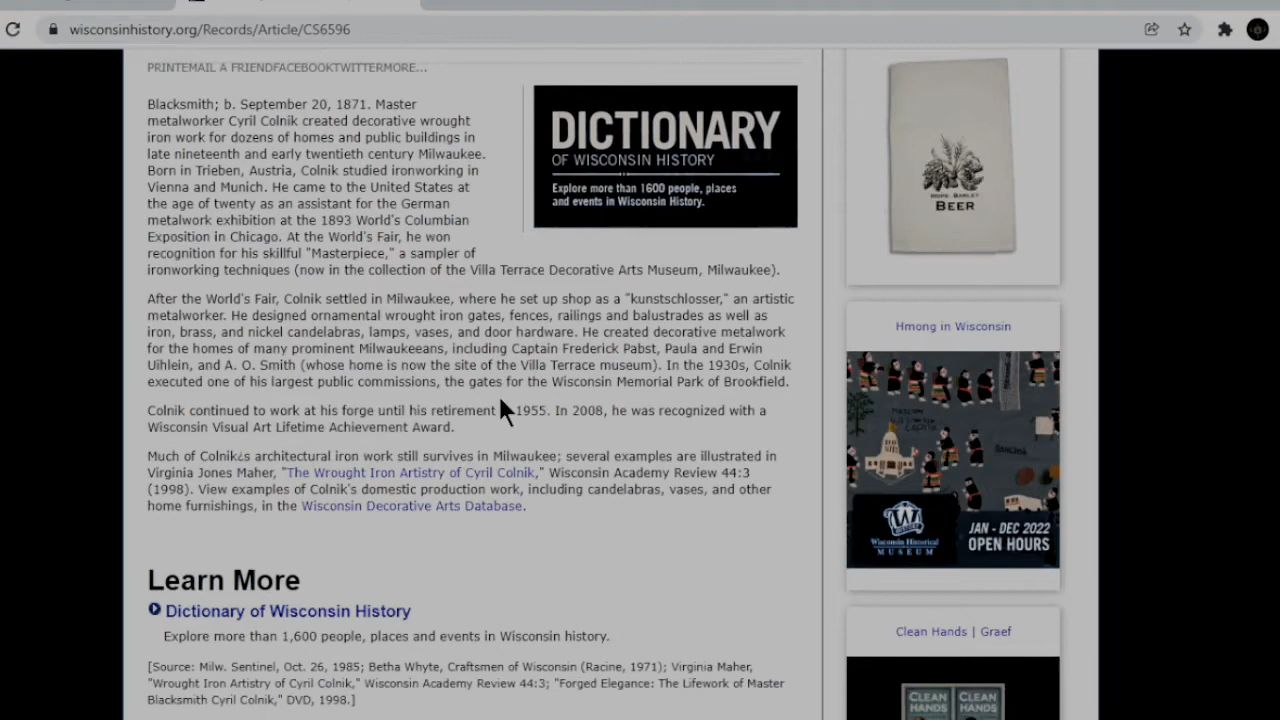 wisconsinhistory.org/Records/Article/CS6596
PRINTEMAIL A FRIENDFACEBOOKTWITTERMORE...
Blacksmith; b. September 20, 1871. Master
metalworker Cyril Colnik created decorative wrought
iron work for dozens of homes and public buildings in
late nineteenth and early twentieth century Milwaukee.
Born in Trieben, Austria, Colnik studied ironworking in
Vienna and Munich. He came to the United States at
the age of twenty as an assistant for the German
metalwork exhibition at the 1893 World's Columbian
Exposition in Chicago. At the World's Fair, he won
recognition for his skillful "Masterpiece," a sampler of
ironworking techniques (now in the collection of the Villa Terrace Decorative Arts Museum, Milwaukee).
DICTIONARY
OF WISCONSIN HISTORY
Explore more than 1600 people, places
and events in Wisconsin History.
After the World's Fair, Colnik settled in Milwaukee, where he set up shop as a "kunstschlosser," an artistic
metalworker. He designed ornamental wrought iron gates, fences, railings and balustrades as well as
iron, brass, and nickel candelabras, lamps, vases, and door hardware. He created decorative metalwork
for the homes of many prominent Milwaukeeans, including Captain Frederick Pabst, Paula and Erwin
Uihlein, and A. O. Smith (whose home is now the site of the Villa Terrace museum). In the 1930s, Colnik
executed one of his largest public commissions, the gates for the Wisconsin Memorial Park of Brookfield.
Colnik continued to work at his forge until his retirement 1955. In 2008, he was recognized with a
Wisconsin Visual Art Lifetime Achievement Award.
Much of Colnik¿s architectural iron work still survives in Milwaukee; several examples are illustrated in
Virginia Jones Maher, "The Wrought Iron Artistry of Cyril Colnik," Wisconsin Academy Review 44:3
(1998). View examples of Colnik's domestic production work, including candelabras, vases, and other
home furnishings, in the Wisconsin Decorative Arts Database.
Learn More
Dictionary of Wisconsin History
Explore more than 1,600 people, places and events in Wisconsin history.
[Source: Milw. Sentinel, Oct. 26, 1985; Betha Whyte, Craftsmen of Wisconsin (Racine, 1971); Virginia Maher,
"Wrought Iron Artistry of Cyril Colnik," Wisconsin Academy Review 44:3; "Forged Elegance: The Lifework of Master
Blacksmith Cyril Colnik," DVD, 1998.]
HOPS BARLEY
BEER
Hmong in Wisconsin
W
Wisconsin Historical
MUSEUM
JAN - DEC 2022
OPEN HOURS
Clean Hands | Graef
CLEAN
HANDS
CLEAN
HANDS